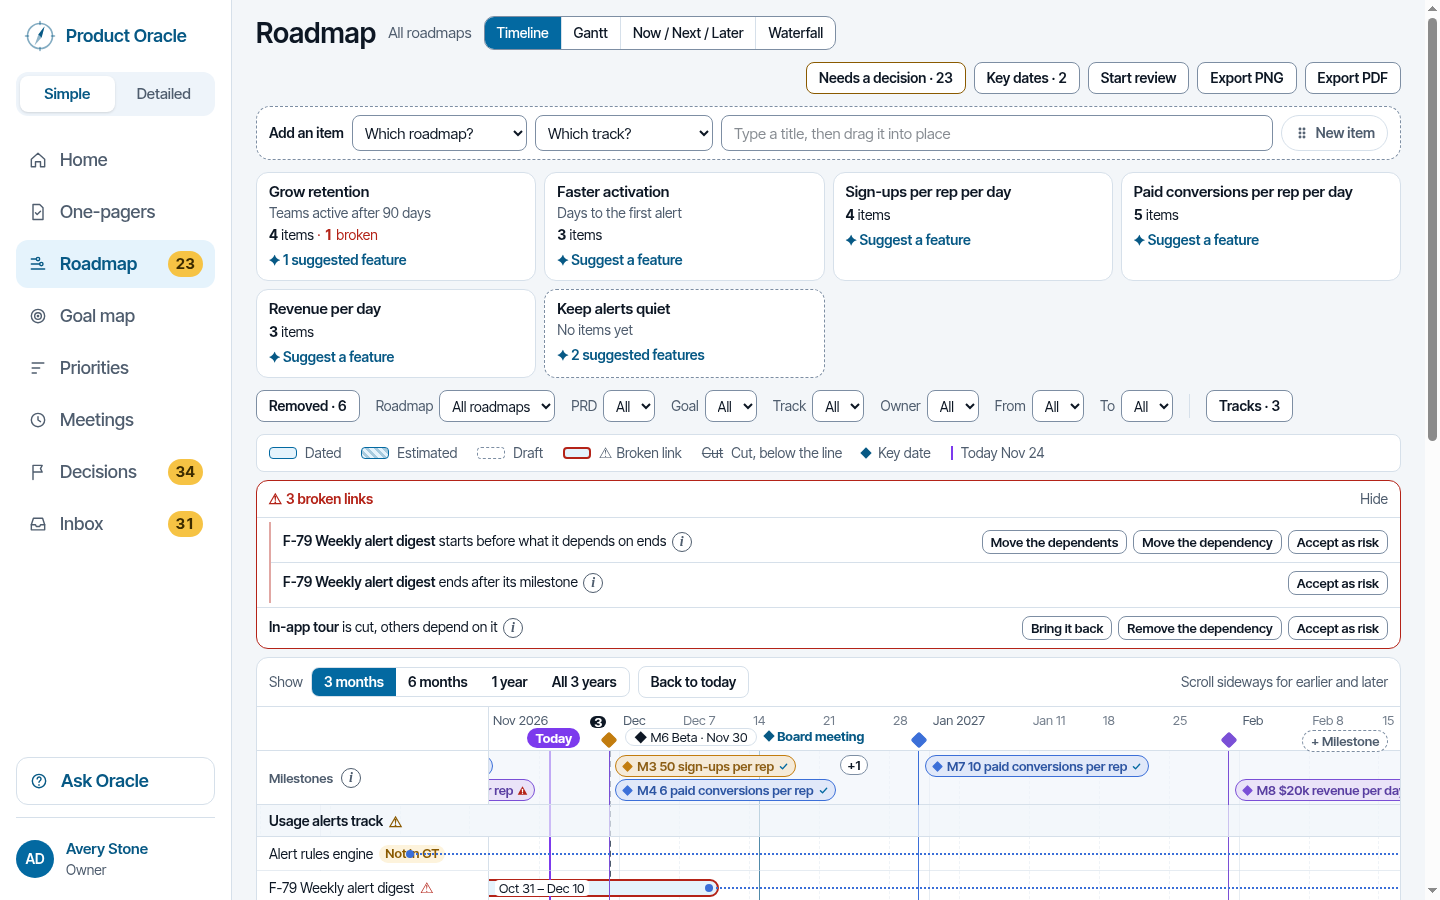 Product Oracle
Simple
Detailed
Home
One-pagers
Roadmap 23
Goal map
Priorities
Meetings
Decisions 34
Inbox 31
Ask Oracle
AD
Avery Stone
Owner
Roadmap All roadmaps Timeline Gantt Now / Next / Later Waterfall
Needs a decision · 23 Key dates · 2 Start review Export PNG Export PDF
Add an item Which roadmap? Which track? Type a title, then drag it into place New item
Grow retention
Teams active after 90 days
4 items · 1 broken
1 suggested feature
Faster activation
Days to the first alert
3 items
Suggest a feature
Sign-ups per rep per day
4 items
Suggest a feature
Paid conversions per rep per day
5 items
Suggest a feature
Revenue per day
3 items
Suggest a feature
Keep alerts quiet
No items yet
2 suggested features
Removed · 6 Roadmap All roadmaps PRD All Goal All Track All Owner All From All To All Tracks · 3
Dated Estimated Draft Broken link Cut Cut, below the line Key date Today Nov 24
3 broken links Hide
F-79 Weekly alert digest starts before what it depends on ends i Move the dependents Move the dependency Accept as risk
F-79 Weekly alert digest ends after its milestone i Accept as risk
In-app tour is cut, others depend on it i Bring it back Remove the dependency Accept as risk
Show 3 months 6 months 1 year All 3 years Back to today Scroll sideways for earlier and later
Nov 2026 3 Dec Dec 7 14 21 28 Jan 2027 Jan 11 18 25 Feb Feb 8 15
Today M6 Beta · Nov 30 Board meeting + Milestone
Milestones i
M3 50 sign-ups per rep +1 M7 10 paid conversions per rep
r rep M4 6 paid conversions per rep M8 $20k revenue per day
Usage alerts track
Alert rules engine
F-79 Weekly alert digest Oct 31 – Dec 10